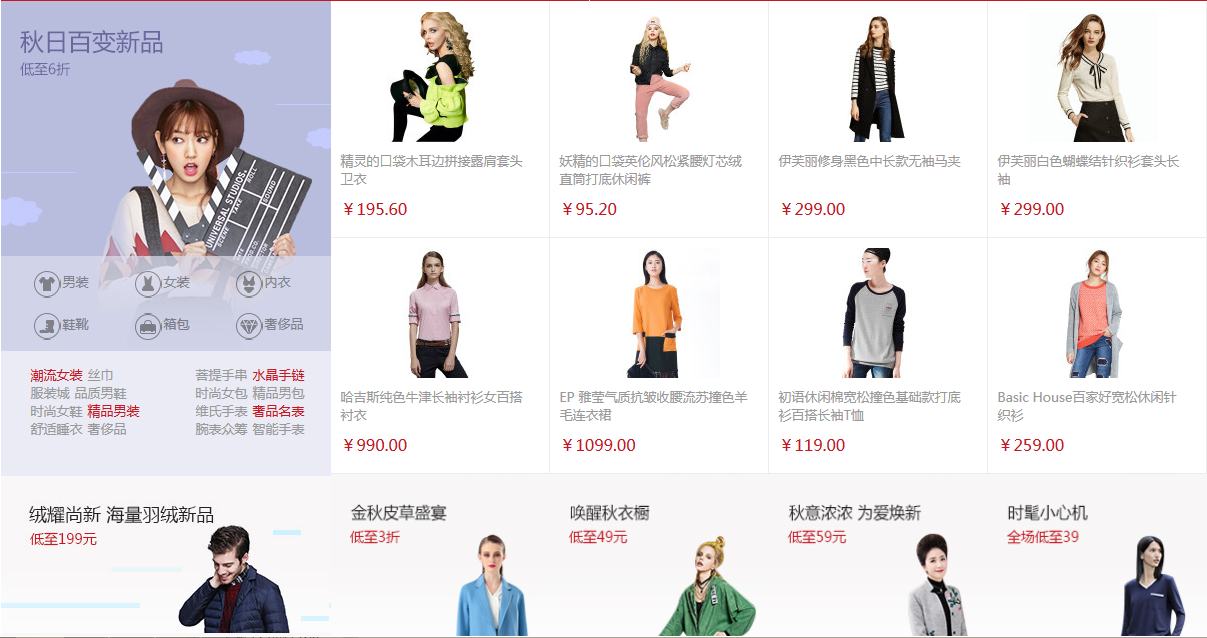 秋日百变新品
低至6折
UNIVERSAL STUDIOS.
ROLL
SOUND
TAKE
SCENE
男装 女装 内衣
鞋靴 箱包 奢侈品
潮流女装 丝巾 菩提手串 水晶手链
服装城 品质男鞋 时尚女包 精品男包
时尚女鞋 精品男装 维氏手表 奢品名表
舒适睡衣 奢侈品 腕表众筹 智能手表
精灵的口袋木耳边拼接露肩套头
卫衣
￥195.60
妖精的口袋英伦风松紧腰灯芯绒
直筒打底休闲裤
￥95.20
伊芙丽修身黑色中长款无袖马夹
￥299.00
伊芙丽白色蝴蝶结针织衫套头长
袖
￥299.00
哈吉斯纯色牛津长袖衬衫女百搭
衬衣
￥990.00
EP 雅莹气质抗皱收腰流苏撞色羊
毛连衣裙
￥1099.00
初语休闲棉宽松撞色基础款打底
衫百搭长袖T恤
￥119.00
Basic House百家好宽松休闲针
织衫
￥259.00
绒耀尚新 海量羽绒新品
低至199元
金秋皮草盛宴
低至3折
唤醒秋衣橱
低至49元
秋意浓浓 为爱焕新
低至59元
时髦小心机
全场低至39